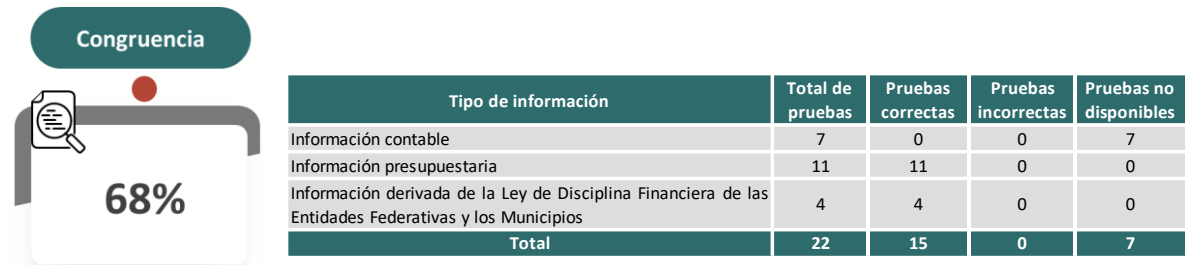 Congruencia
68%
Tipo de información
Total de pruebas
Pruebas correctas
Pruebas incorrectas
Pruebas no disponibles
Información contable 7 0 0 7
Información presupuestaria 11 11 0 0
Información derivada de la Ley de Disciplina Financiera de las
Entidades Federativas y los Municipios 4 4 0 0
Total 22 15 0 7